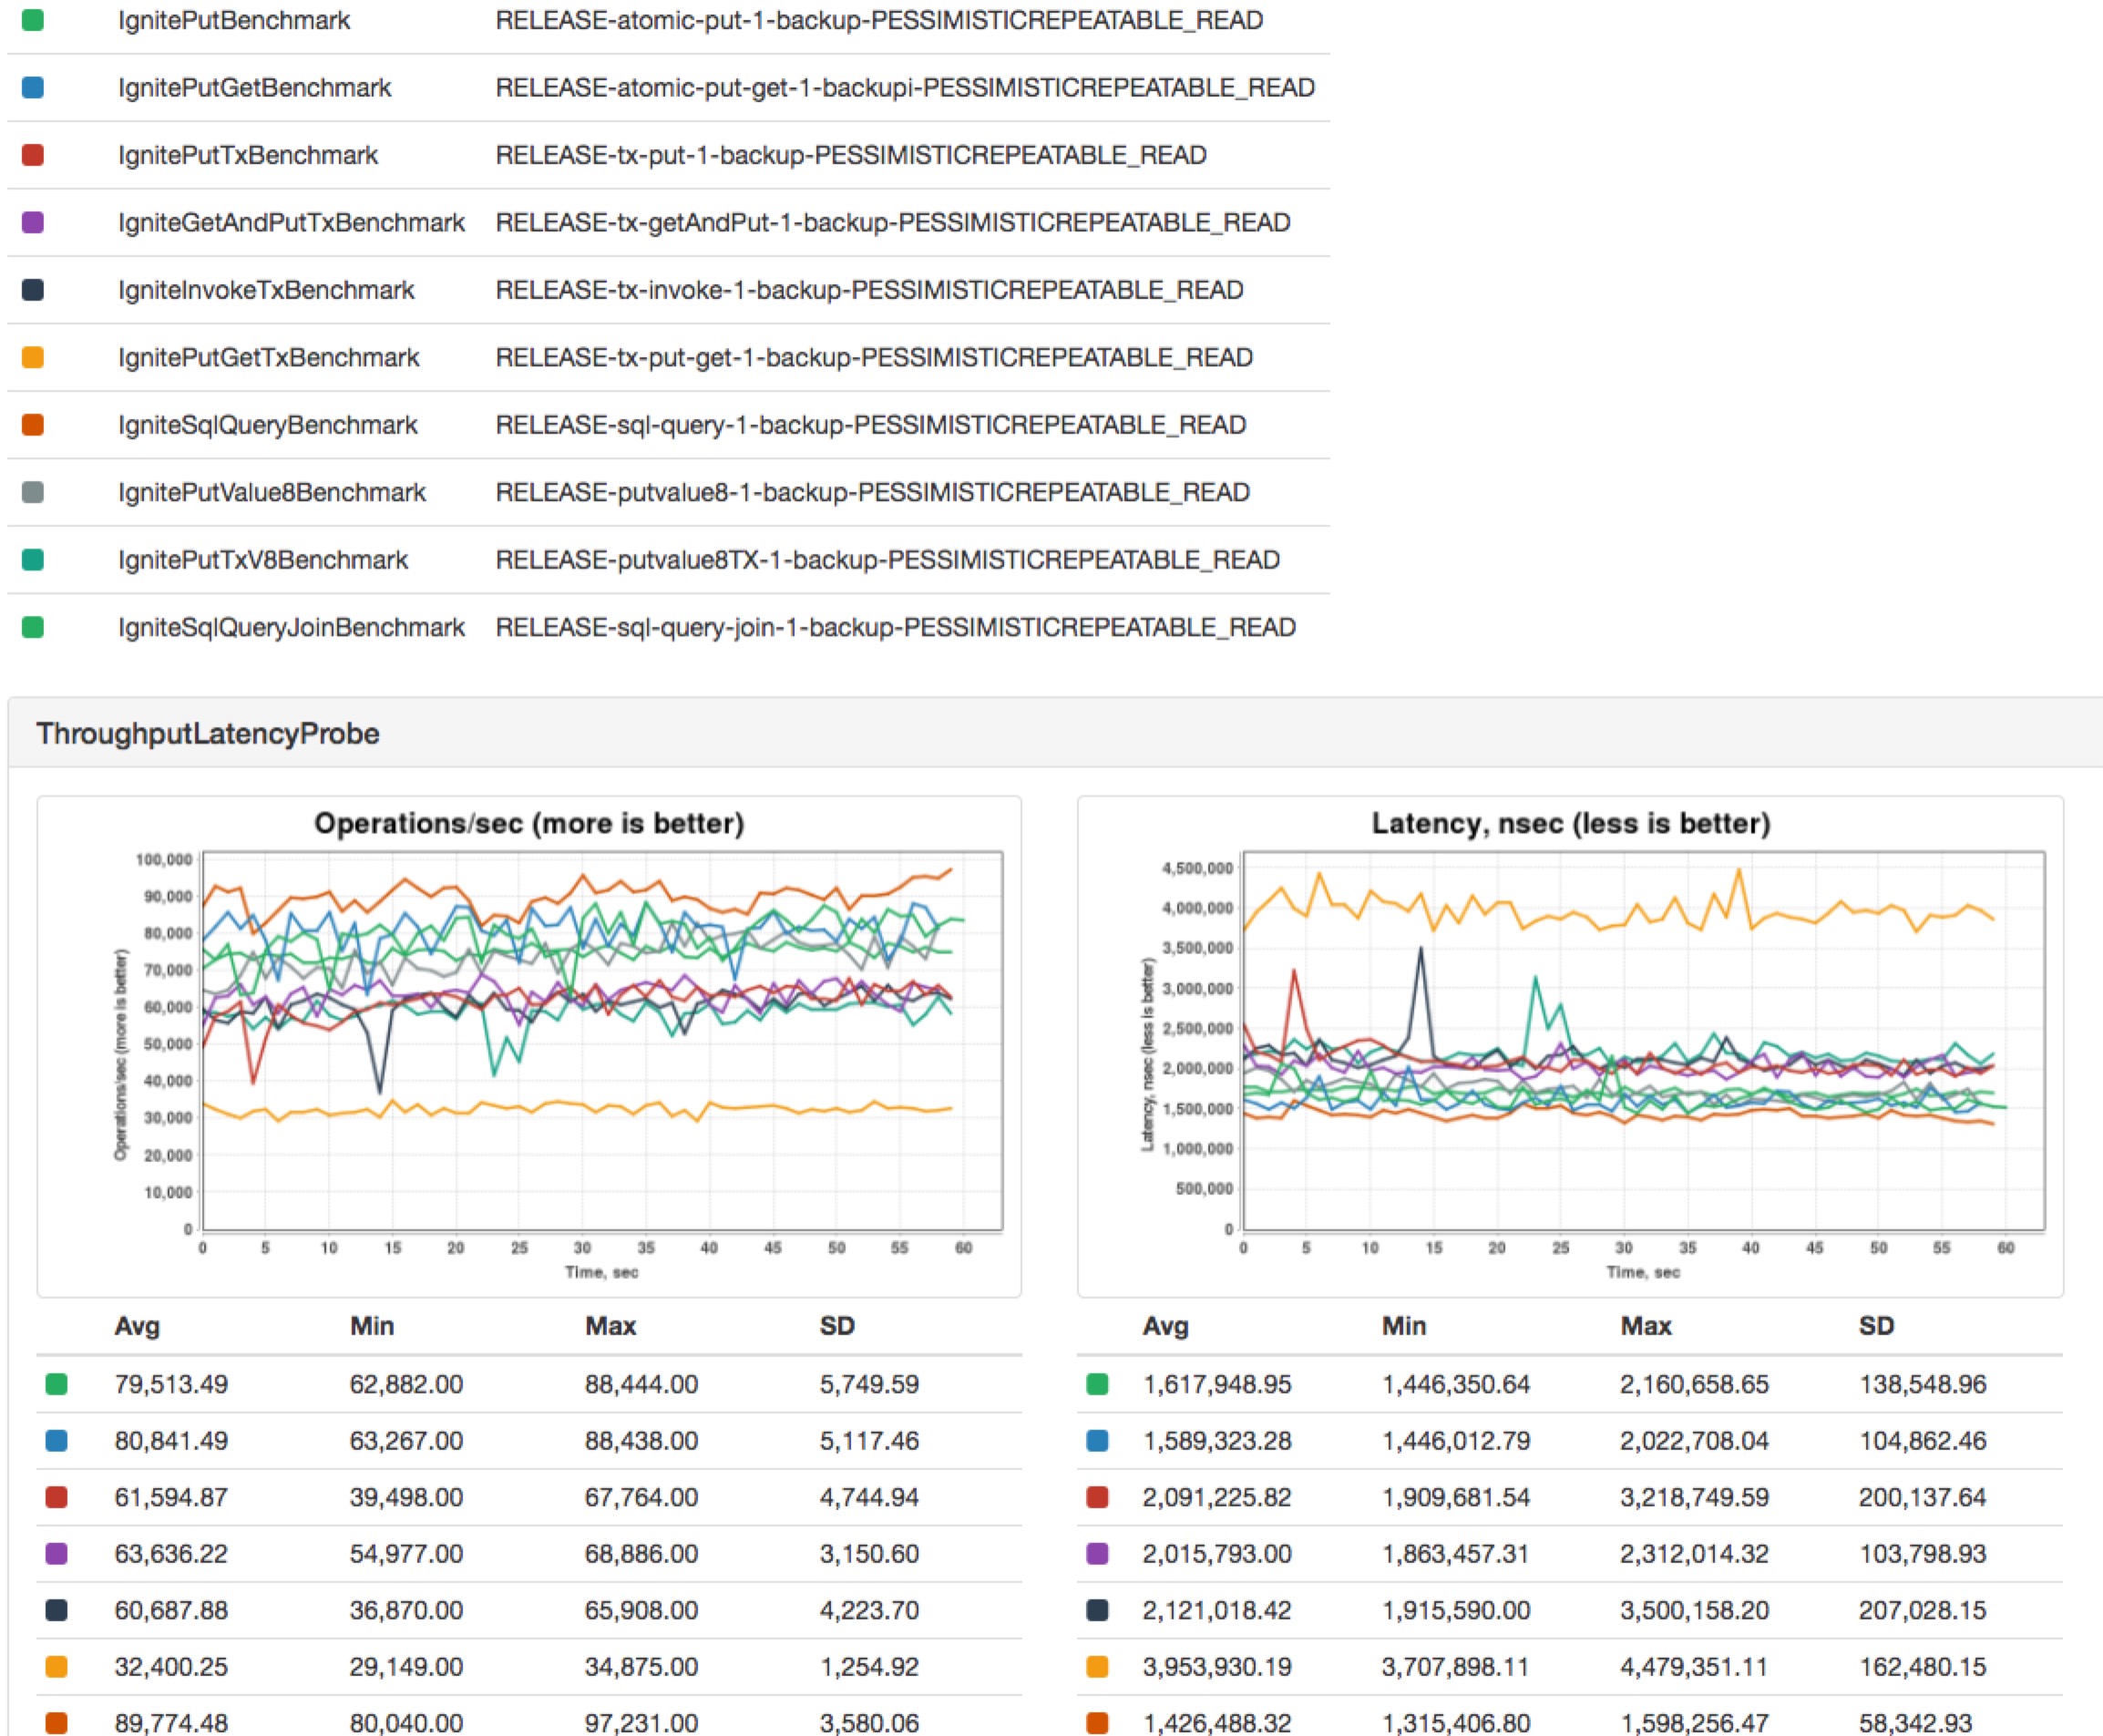 IgnitePutBenchmark RELEASE-atomic-put-1-backup-PESSIMISTICREPEATABLE_READ
IgnitePutGetBenchmark RELEASE-atomic-put-get-1-backupi-PESSIMISTICREPEATABLE_READ
IgnitePutTxBenchmark RELEASE-tx-put-1-backup-PESSIMISTICREPEATABLE_READ
IgniteGetAndPutTxBenchmark RELEASE-tx-getAndPut-1-backup-PESSIMISTICREPEATABLE_READ
IgniteInvokeTxBenchmark RELEASE-tx-invoke-1-backup-PESSIMISTICREPEATABLE_READ
IgnitePutGetTxBenchmark RELEASE-tx-put-get-1-backup-PESSIMISTICREPEATABLE_READ
IgniteSqlQueryBenchmark RELEASE-sql-query-1-backup-PESSIMISTICREPEATABLE_READ
IgnitePutValue8Benchmark RELEASE-putvalue8-1-backup-PESSIMISTICREPEATABLE_READ
IgnitePutTxV8Benchmark RELEASE-putvalue8TX-1-backup-PESSIMISTICREPEATABLE_READ
IgniteSqlQueryJoinBenchmark RELEASE-sql-query-join-1-backup-PESSIMISTICREPEATABLE_READ
ThroughputLatencyProbe
Operations/sec (more is better)
Operations/sec (more is better)
100,000
90,000
80,000
70,000
60,000
50,000
40,000
30,000
20,000
10,000
0
0 5 10 15 20 25 30 35 40 45 50 55 60
Time, sec
Latency, nsec (less is better)
Latency, nsec (less is better)
4,500,000
4,000,000
3,500,000
3,000,000
2,500,000
2,000,000
1,500,000
1,000,000
500,000
0
0 5 10 15 20 25 30 35 40 45 50 55 60
Time, sec
Avg Min Max SD
79,513.49 62,882.00 88,444.00 5,749.59
80,841.49 63,267.00 88,438.00 5,117.46
61,594.87 39,498.00 67,764.00 4,744.94
63,636.22 54,977.00 68,886.00 3,150.60
60,687.88 36,870.00 65,908.00 4,223.70
32,400.25 29,149.00 34,875.00 1,254.92
89,774.48 80,040.00 97,231.00 3,580.06
Avg Min Max SD
1,617,948.95 1,446,350.64 2,160,658.65 138,548.96
1,589,323.28 1,446,012.79 2,022,708.04 104,862.46
2,091,225.82 1,909,681.54 3,218,749.59 200,137.64
2,015,793.00 1,863,457.31 2,312,014.32 103,798.93
2,121,018.42 1,915,590.00 3,500,158.20 207,028.15
3,953,930.19 3,707,898.11 4,479,351.11 162,480.15
1,426,488.32 1,315,406.80 1,598,256.47 58,342.93